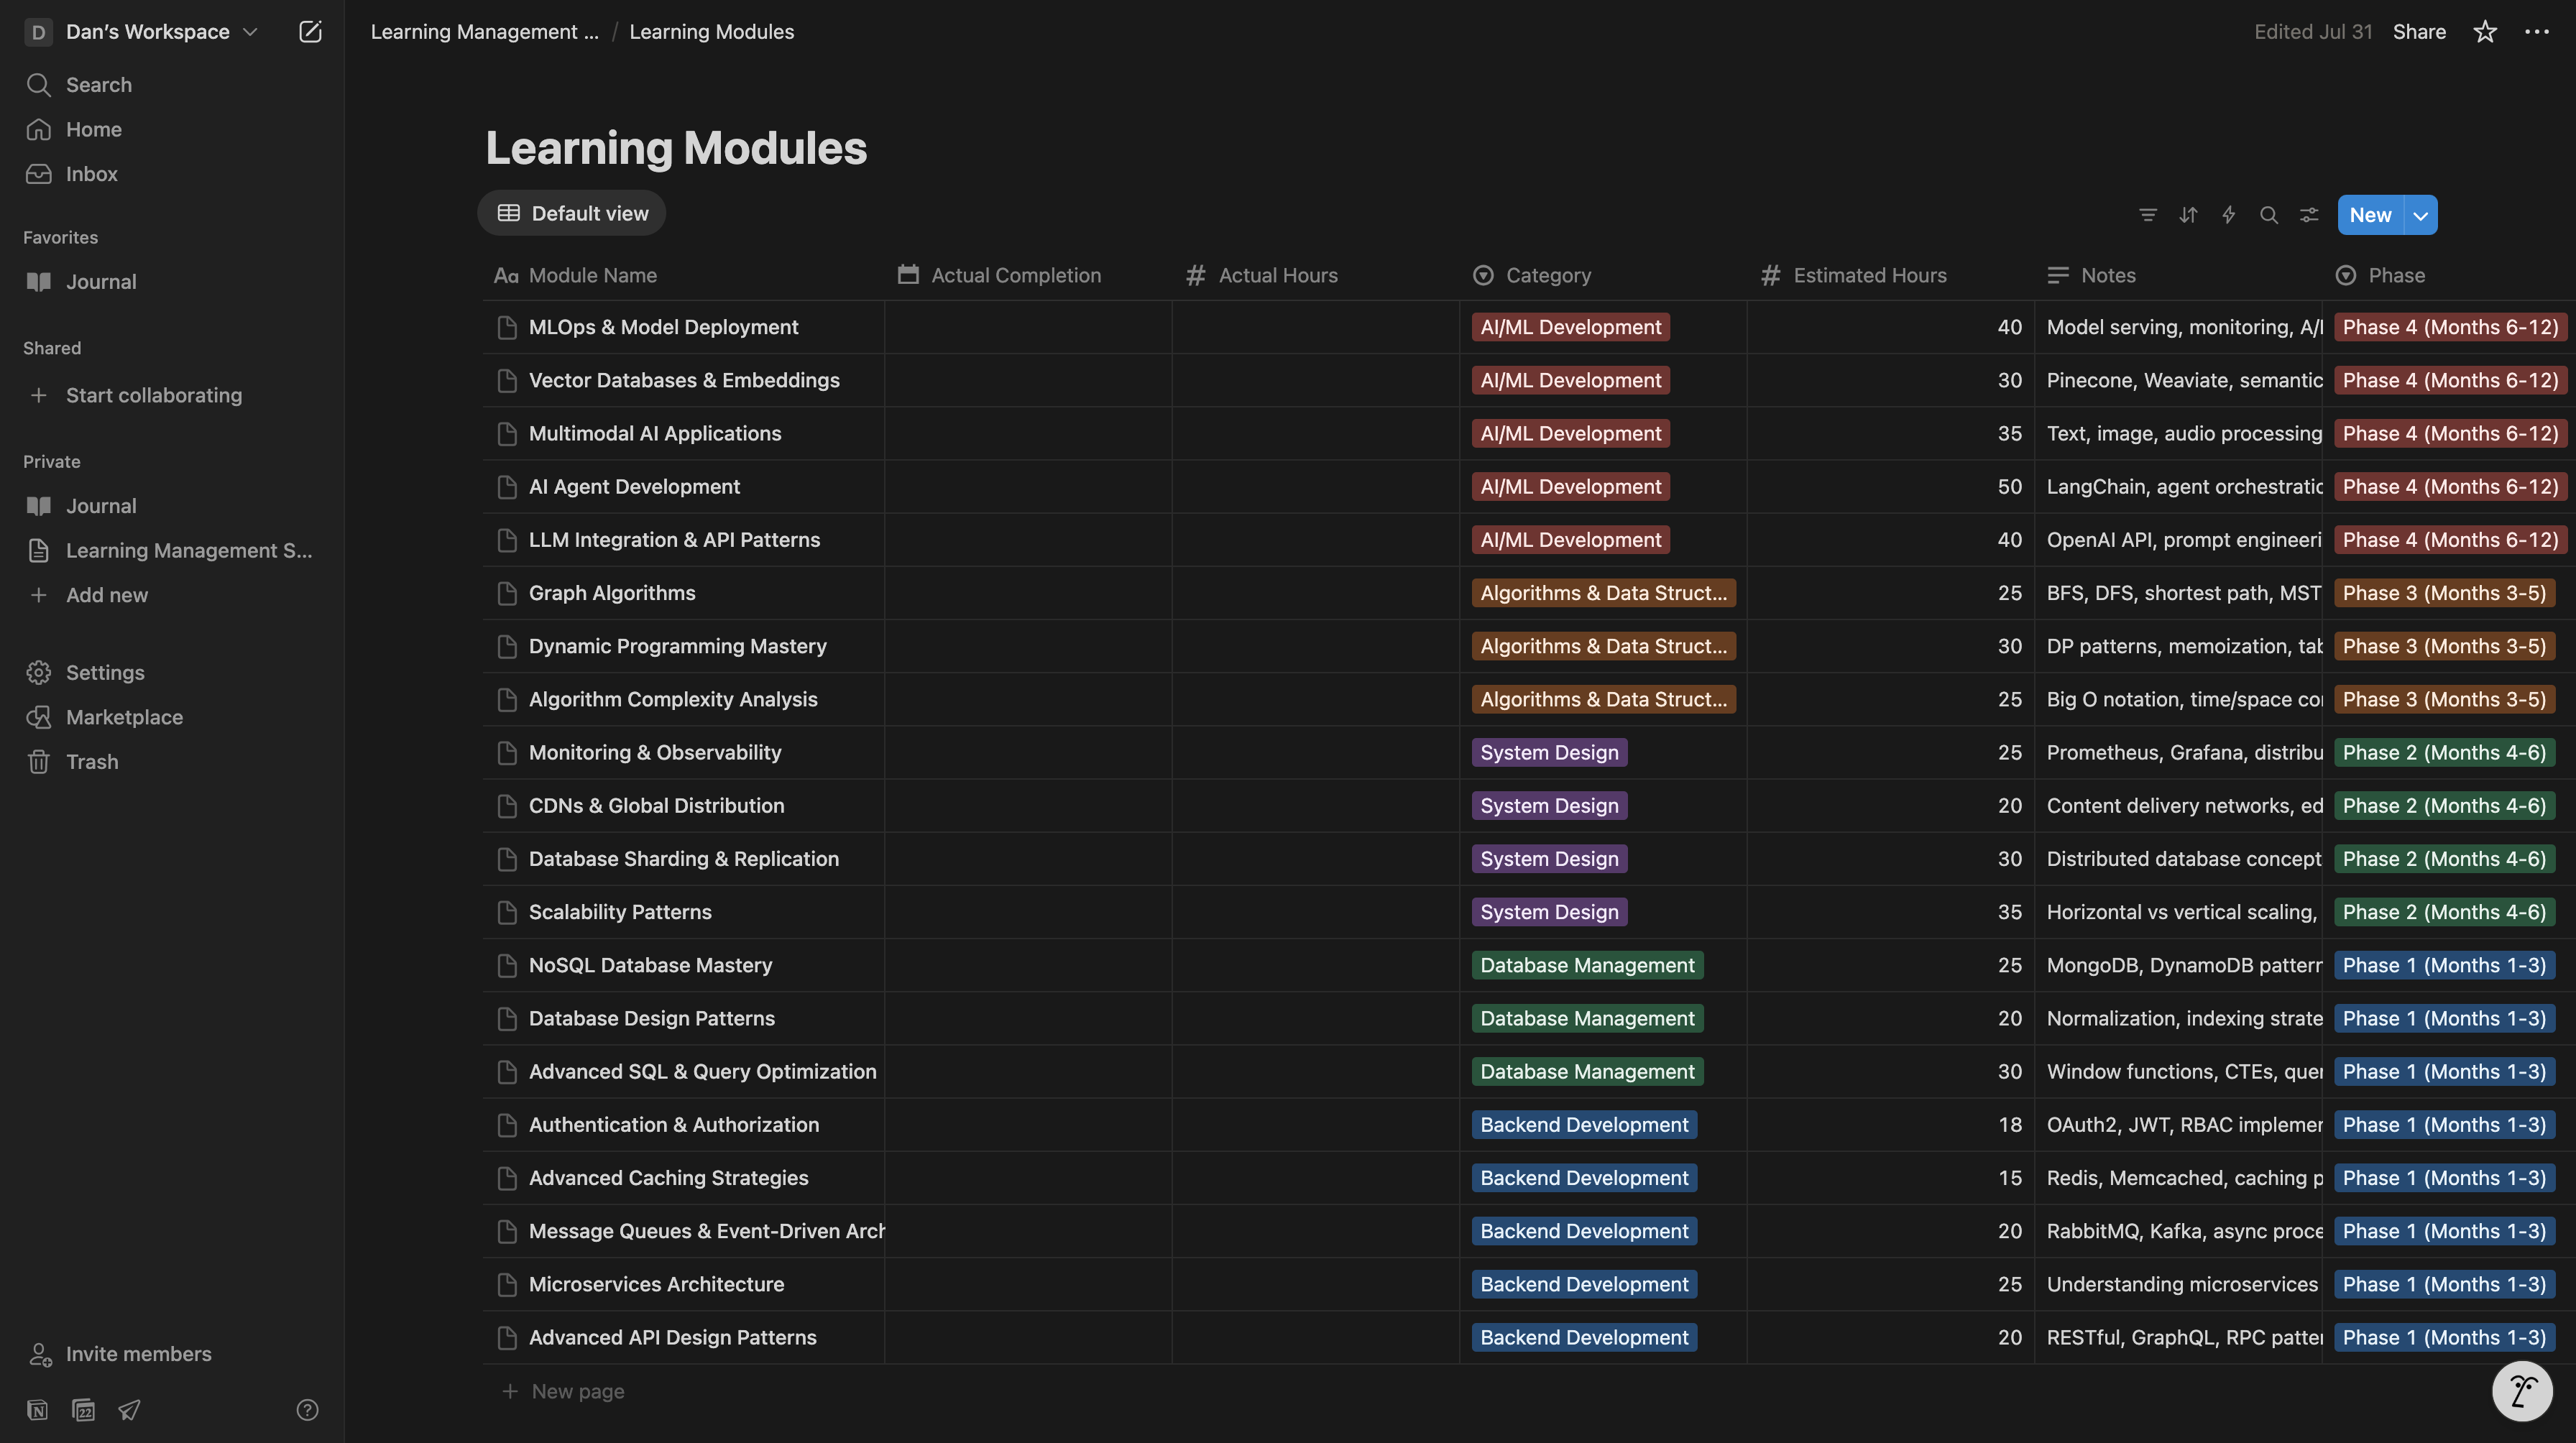 D Dan's Workspace
Search
Home
Inbox
Favorites
Journal
Shared
Start collaborating
Private
Journal
Learning Management S...
Add new
Settings
Marketplace
Trash
Invite members
22
Learning Management ... / Learning Modules
Edited Jul 31 Share
Learning Modules
Default view
New
Aa Module Name Actual Completion # Actual Hours Category # Estimated Hours Notes Phase
MLOps & Model Deployment AI/ML Development 40 Model serving, monitoring, Phase 4 (Months 6-12)
Vector Databases & Embeddings AI/ML Development 30 Pinecone, Weaviate, semantic Phase 4 (Months 6-12)
Multimodal AI Applications AI/ML Development 35 Text, image, audio processing Phase 4 (Months 6-12)
AI Agent Development AI/ML Development 50 LangChain, agent Phase 4 (Months 6-12)
LLM Integration & API Patterns AI/ML Development 40 OpenAI API, prompt engineeri Phase 4 (Months 6-12)
Graph Algorithms Algorithms & Data Struct... 25 BFS, DFS, shortest path, MST Phase 3 (Months 3-5)
Dynamic Programming Mastery Algorithms & Data Struct... 30 DP patterns, memoization, Phase 3 (Months 3-5)
Algorithm Complexity Analysis Algorithms & Data Struct... 25 Big O notation, time/space Phase 3 (Months 3-5)
Monitoring & Observability System Design 25 Prometheus, Grafana, distribu Phase 2 (Months 4-6)
CDNs & Global Distribution System Design 20 Content delivery networks, ed Phase 2 (Months 4-6)
Database Sharding & Replication System Design 30 Distributed database concept Phase 2 (Months 4-6)
Scalability Patterns System Design 35 Horizontal vs vertical scaling, Phase 2 (Months 4-6)
NoSQL Database Mastery Database Management 25 MongoDB, DynamoDB Phase 1 (Months 1-3)
Database Design Patterns Database Management 20 Normalization, indexing strate Phase 1 (Months 1-3)
Advanced SQL & Query Optimization Database Management 30 Window functions, CTEs, Phase 1 (Months 1-3)
Authentication & Authorization Backend Development 18 OAuth2, JWT, RBAC Phase 1 (Months 1-3)
Advanced Caching Strategies Backend Development 15 Redis, Memcached, caching p Phase 1 (Months 1-3)
Message Queues & Event-Driven Backend Development 20 RabbitMQ, Kafka, async proce Phase 1 (Months 1-3)
Microservices Architecture Backend Development 25 Understanding microservices Phase 1 (Months 1-3)
Advanced API Design Patterns Backend Development 20 RESTful, GraphQL, RPC Phase 1 (Months 1-3)
New page